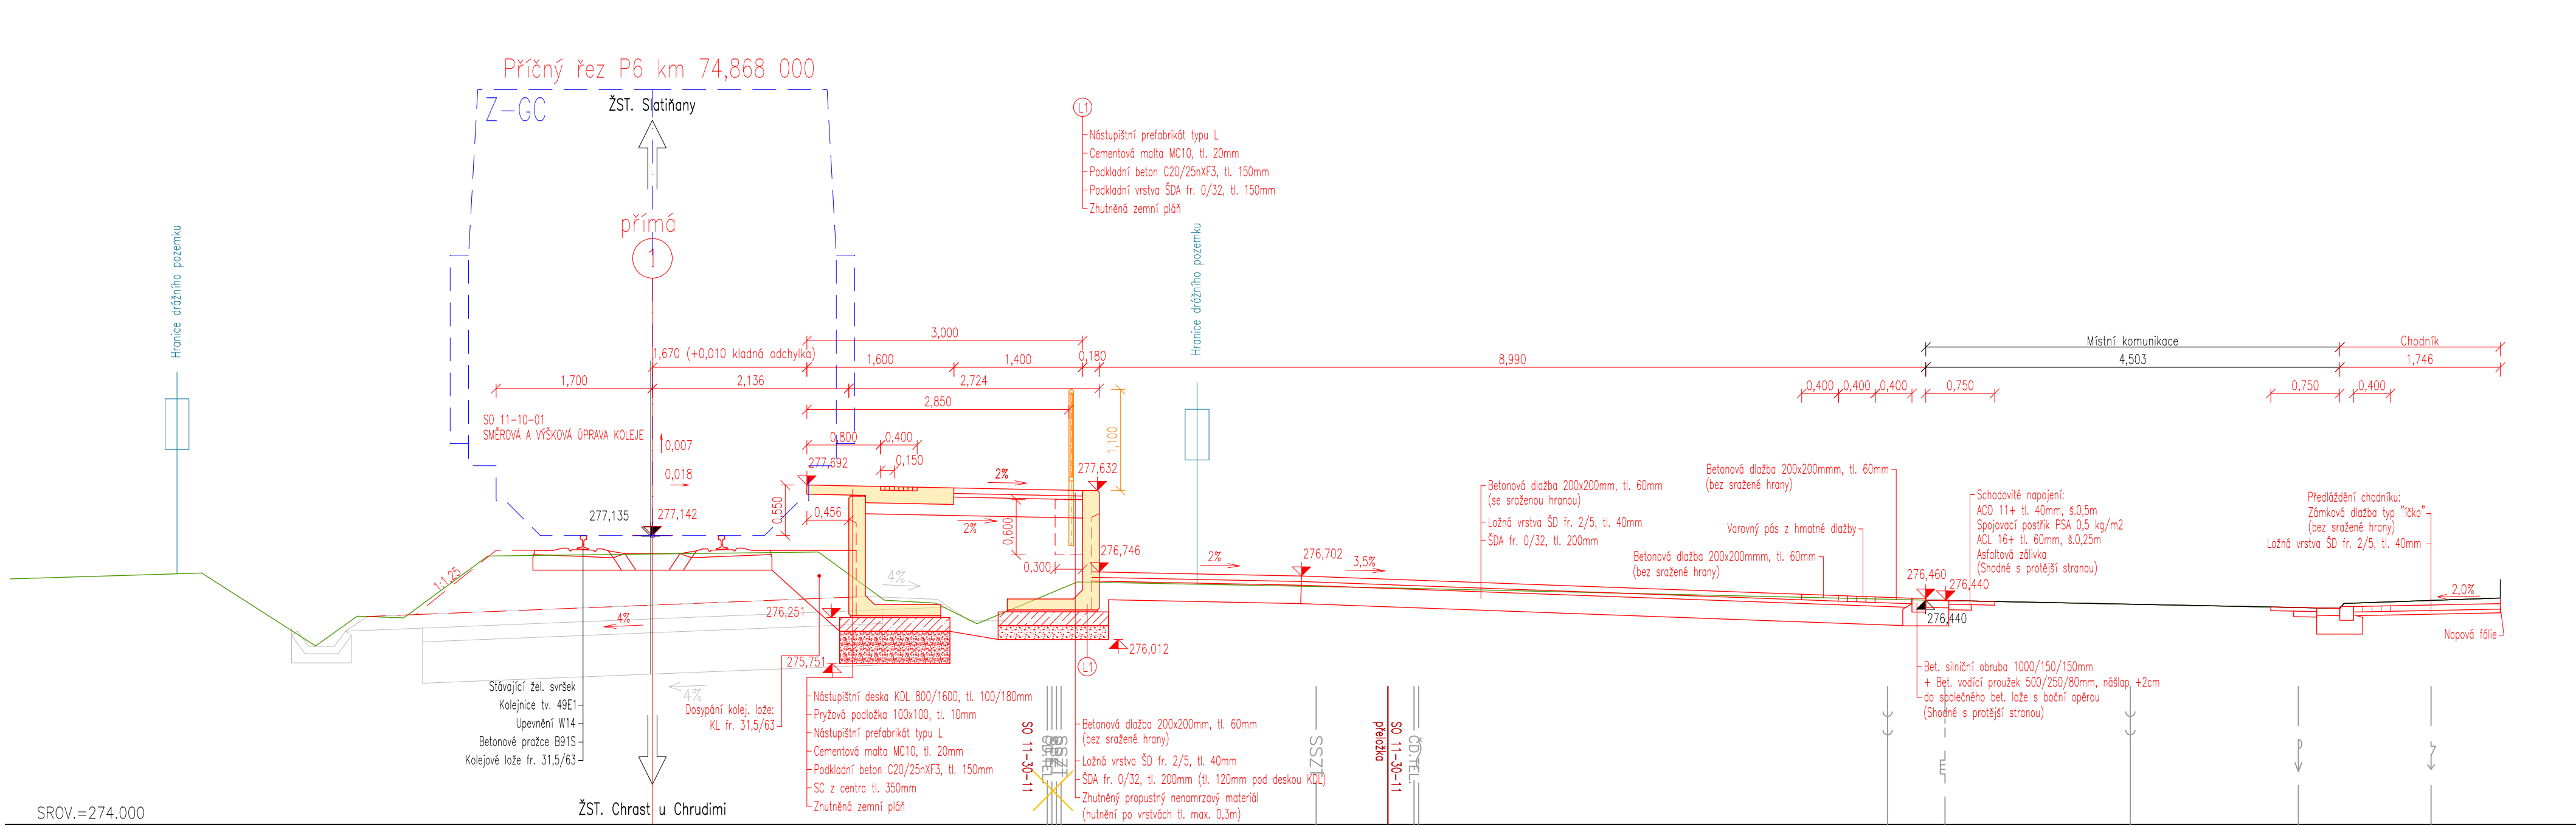 Příčný řez P6 km 74,868 000
Z-GC
ŽST. Slatiňany
přímá
1
Hranice drážního pozemku
L1
Nástupištní prefabrikát typu L
Cementová malta MC10, tl. 20mm
Podkladní beton C20/25nXF3, tl. 150mm
Podkladní vrstva ŠDA fr. 0/32, tl. 150mm
Zhutněná zemní pláň
Hranice drážního pozemku
3,000
1,670 (+0,010 kladná odchylka)
1,600
1,400
0,180
8,990
Místní komunikace
4,503
Chodník
1,746
1,700
2,136
2,724
0,400
0,400
0,400
0,750
0,750
0,400
2,850
1,100
SO 11-10-01
SMĚROVÁ A VÝŠKOVÁ ÚPRAVA KOLEJE
0,007
0,018
0,800
0,400
0,150
277,692
2%
277,632
0,550
0,456
2%
0,600
0,300
277,135
277,142
276,746
2%
276,702
3,5%
Betonová dlažba 200x200mm, tl. 60mm
(se sraženou hranou)
Ložná vrstva ŠD fr. 2/5, tl. 40mm
ŠDA fr. 0/32, tl. 200mm
Betonová dlažba 200x200mmm, tl. 60mm
(bez sražené hrany)
Varovný pás z hmatné dlažby
Betonová dlažba 200x200mmm, tl. 60mm
(bez sražené hrany)
Schodovité napojení:
ACO 11+ tl. 40mm, š.0,5m
Spojovací postřik PSA 0,5 kg/m2
ACL 16+ tl. 60mm, š.0,25m
Asfaltová zálivka
(Shodné s protější stranou)
Předláždění chodníku:
Zámková dlažba typ "íčko"
(bez sražené hrany)
Ložná vrstva ŠD fr. 2/5, tl. 40mm
276,460
276,440
276,440
2,0%
Nopová fólie
1:1,25
4%
4%
4%
276,251
275,751
276,012
L1
Stávající žel. svršek
Kolejnice tv. 49E1
Upevnění W14
Betonové pražce B91S
Kolejové lože fr. 31,5/63
Dosypání kolej. lože:
KL fr. 31,5/63
Nástupištní deska KDL 800/1600, tl. 100/180mm
Pryžová podložka 100x100, tl. 10mm
Nástupištní prefabrikát typu L
Cementová malta MC10, tl. 20mm
Podkladní beton C20/25nXF3, tl. 150mm
SC z centra tl. 350mm
Zhutněná zemní pláň
SO 11-30-11
SSZT
Betonová dlažba 200x200mm, tl. 60mm
(bez sražené hrany)
Ložná vrstva ŠD fr. 2/5, tl. 40mm
ŠDA fr. 0/32, tl. 200mm (tl. 120mm pod deskou KDL)
Zhutněný propustný nenamrzavý materiál
(hutnění po vrstvách tl. max. 0,3m)
SSZT
SO 11-30-11
přeložka
ČD.TEL.
Bet. silniční obruba 1000/150/150mm
+ Bet. vodící proužek 500/250/80mm, nášlap +2cm
do společného bet. lože s boční opěrou
(Shodné s protější stranou)
ŽST. Chrast u Chrudimi
SROV.=274.000